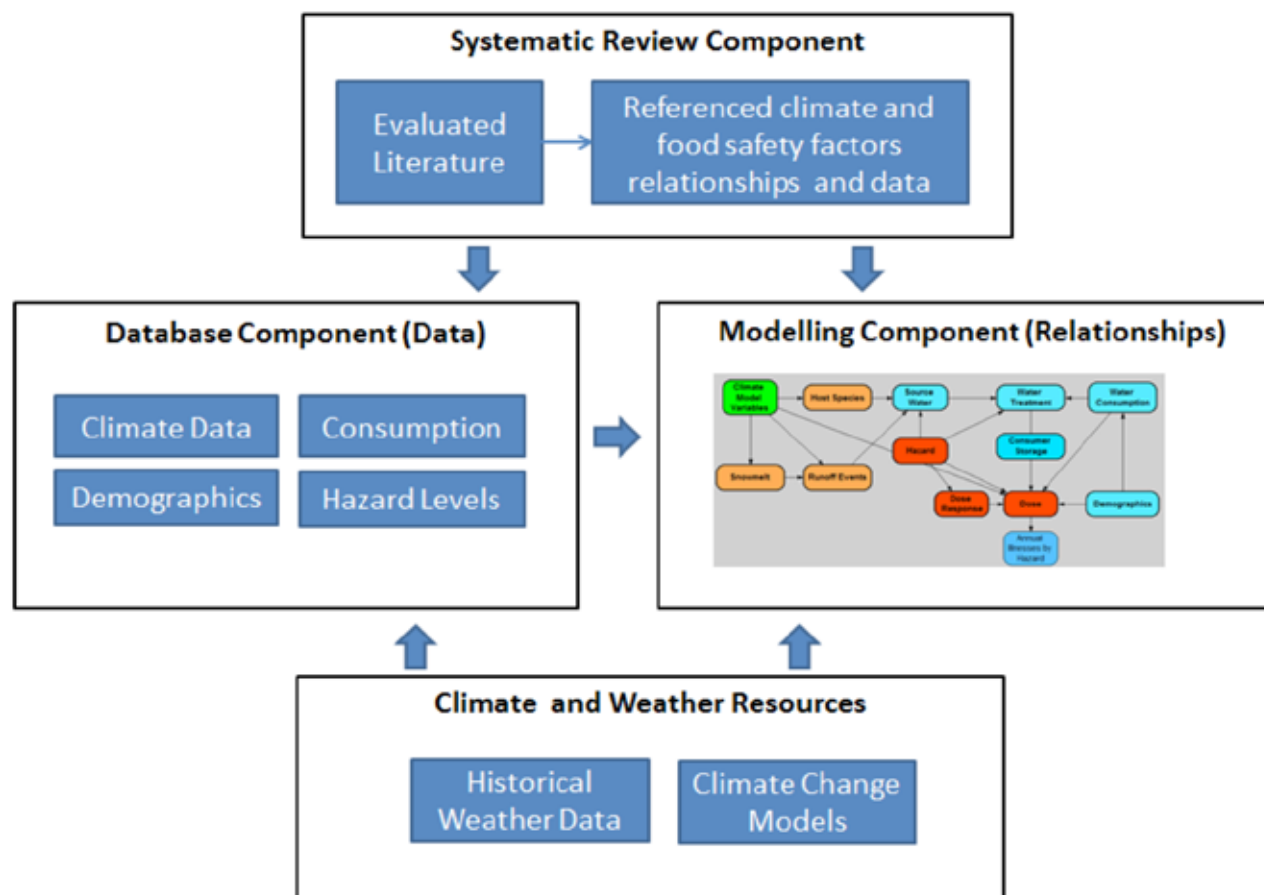 Systematic Review Component
Evaluated
Literature
Referenced climate and
food safety factors
relationships and data
Database Component (Data)
Climate Data
Consumption
Demographics
Hazard Levels
Modelling Component (Relationships)
Climate
Model
Variables
Host Species
Source
Water
Water
Treatment
Water
Consumption
Hazard
Consumer
Storage
Snowmelt
Runoff Events
Dose
Response
Dose
Demographics
Annual
Illnesses by
Hazard
Climate and Weather Resources
Historical
Weather Data
Climate Change
Models